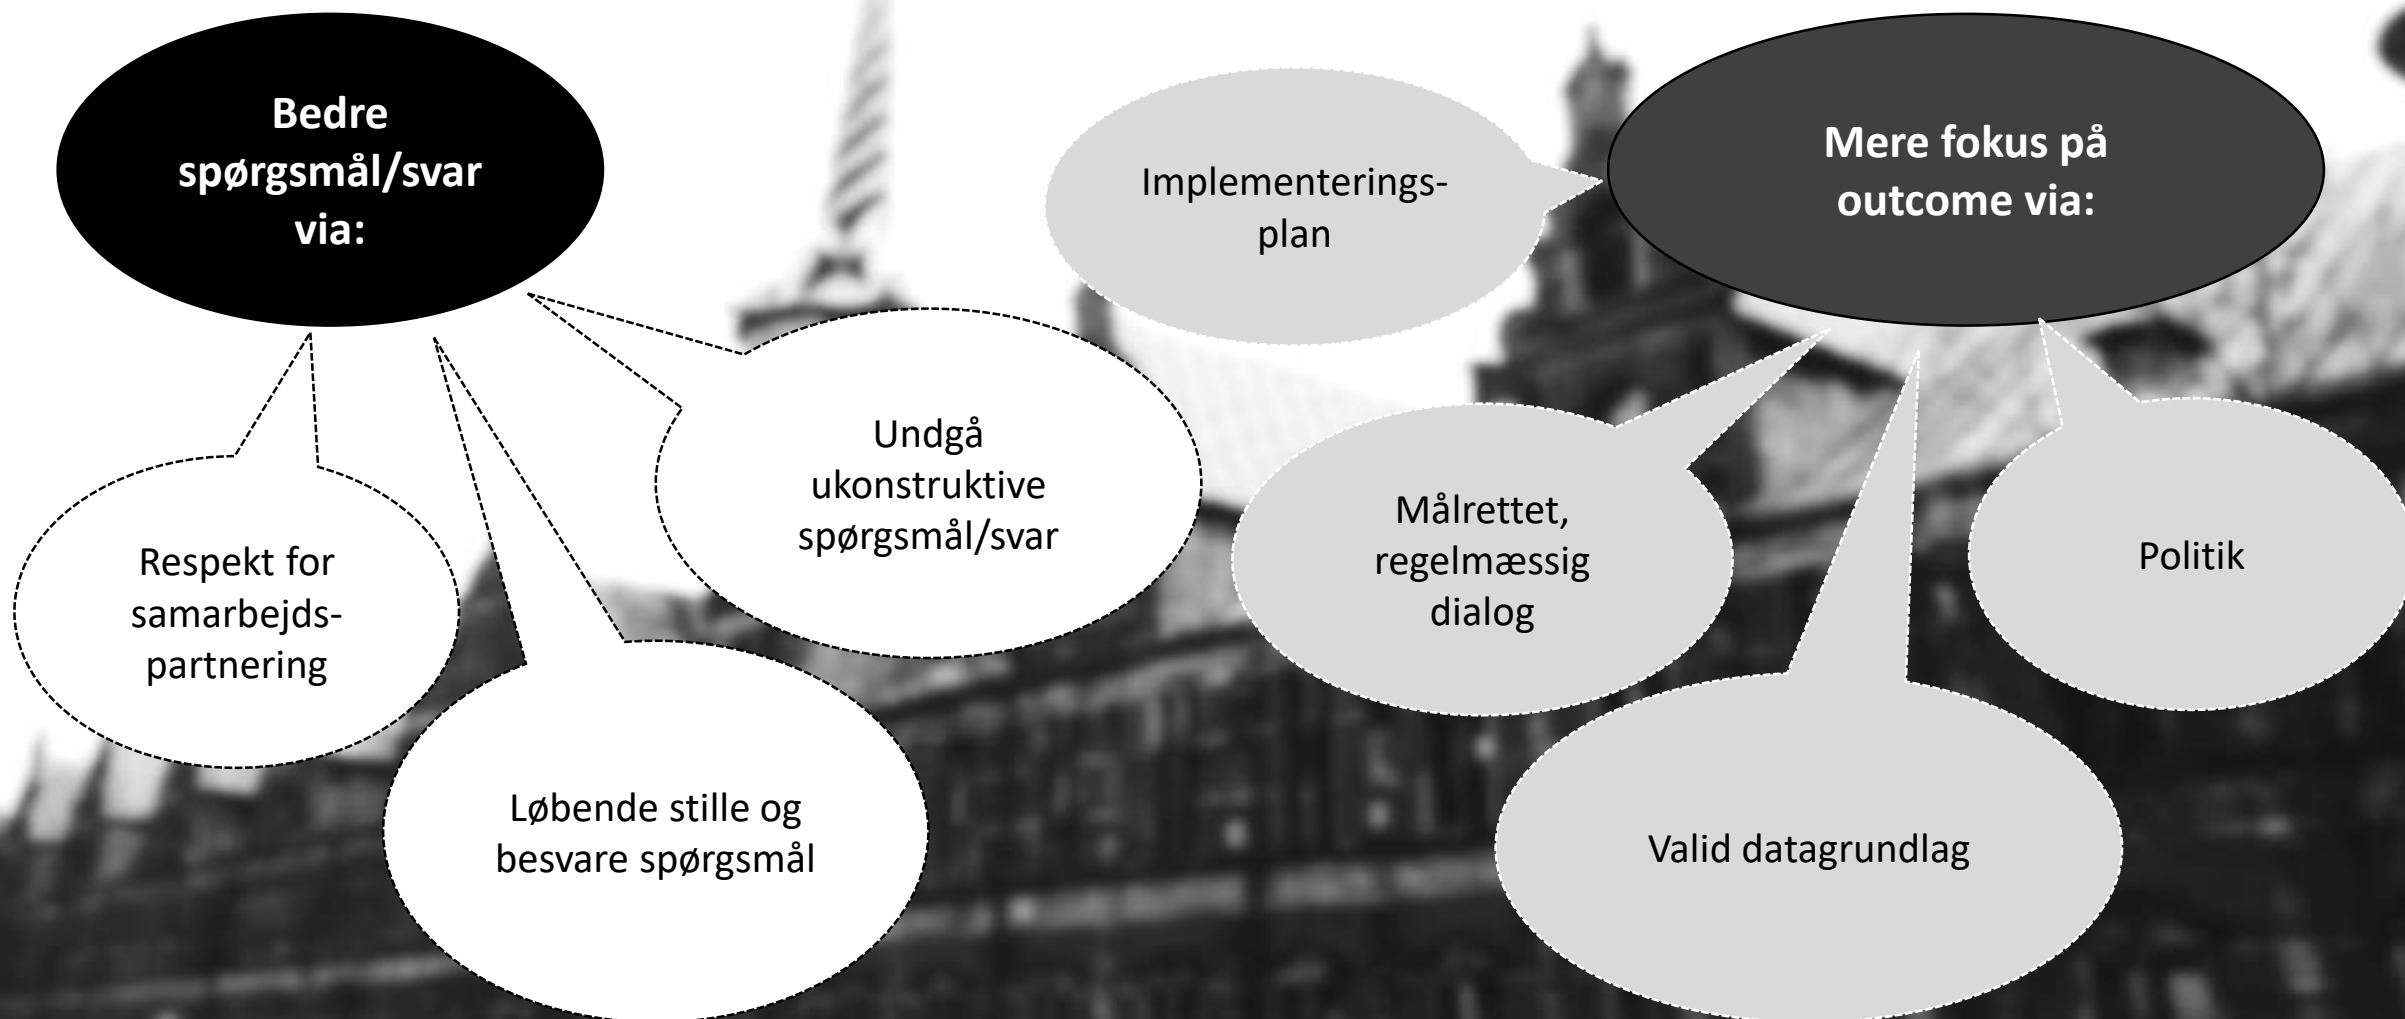 Bedre
spørgsmål/svar
via:
Respekt for
samarbejds-
partnering
Løbende stille og
besvare spørgsmål
Undgå
ukonstruktive
spørgsmål/svar
Mere fokus på
outcome via:
Implementerings-
plan
Målrettet,
regelmæssig
dialog
Valid datagrundlag
Politik